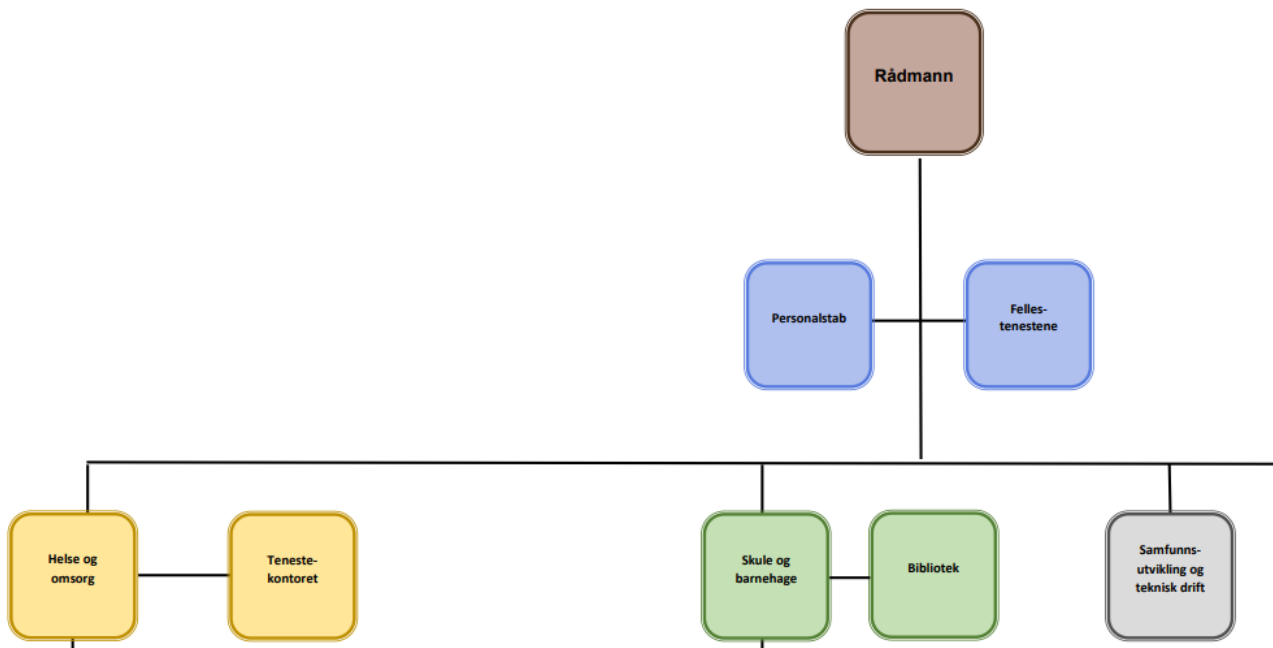 Rådmann
Personalstab
Felles-
tenestene
Helse og
omsorg
Teneste-
kontoret
Skule og
barnehage
Bibliotek
Samfunns-
utvikling og
teknisk drift